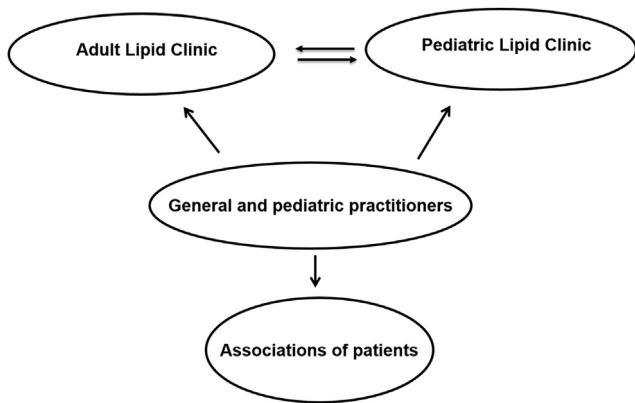 Adult Lipid Clinic
Pediatric Lipid Clinic
General and pediatric practitioners
Associations of patients